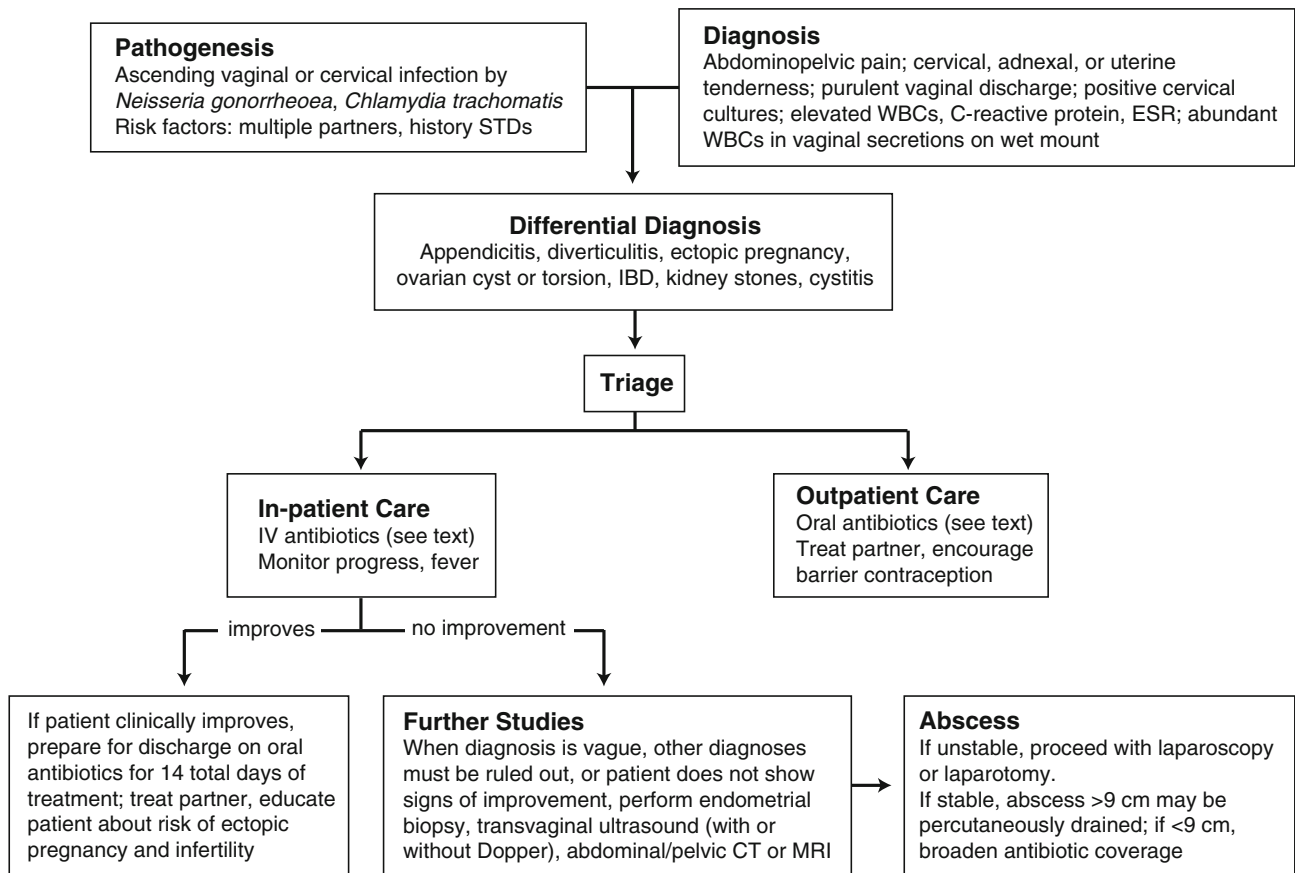 Pathogenesis
Ascending vaginal or cervical infection by
Neisseria gonorrheoea, Chlamydia trachomatis
Risk factors: multiple partners, history STDs
Diagnosis
Abdominopelvic pain; cervical, adnexal, or uterine
tenderness; purulent vaginal discharge; positive cervical
cultures; elevated WBCs, C-reactive protein, ESR; abundant
WBCs in vaginal secretions on wet mount
Differential Diagnosis
Appendicitis, diverticulitis, ectopic pregnancy,
ovarian cyst or torsion, IBD, kidney stones, cystitis
Triage
In-patient Care
IV antibiotics (see text)
Monitor progress, fever
Outpatient Care
Oral antibiotics (see text)
Treat partner, encourage
barrier contraception
improves
no improvement
If patient clinically improves,
prepare for discharge on oral
antibiotics for 14 total days of
treatment; treat partner, educate
patient about risk of ectopic
pregnancy and infertility
Further Studies
When diagnosis is vague, other diagnoses
must be ruled out, or patient does not show
signs of improvement, perform endometrial
biopsy, transvaginal ultrasound (with or
without Dopper), abdominal/pelvic CT or MRI
Abscess
If unstable, proceed with laparoscopy
or laparotomy.
If stable, abscess >9 cm may be
percutaneously drained; if <9 cm,
broaden antibiotic coverage